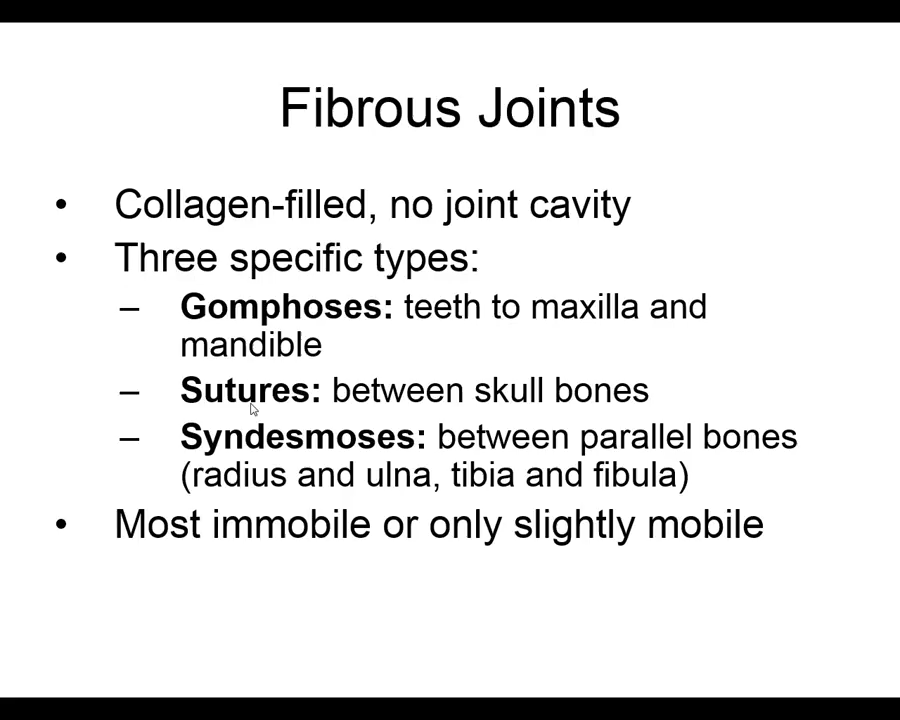 Fibrous Joints
• Collagen-filled, no joint cavity
• Three specific types:
– Gomphoses: teeth to maxilla and
mandible
– Sutures: between skull bones
– Syndesmoses: between parallel bones
(radius and ulna, tibia and fibula)
• Most immobile or only slightly mobile